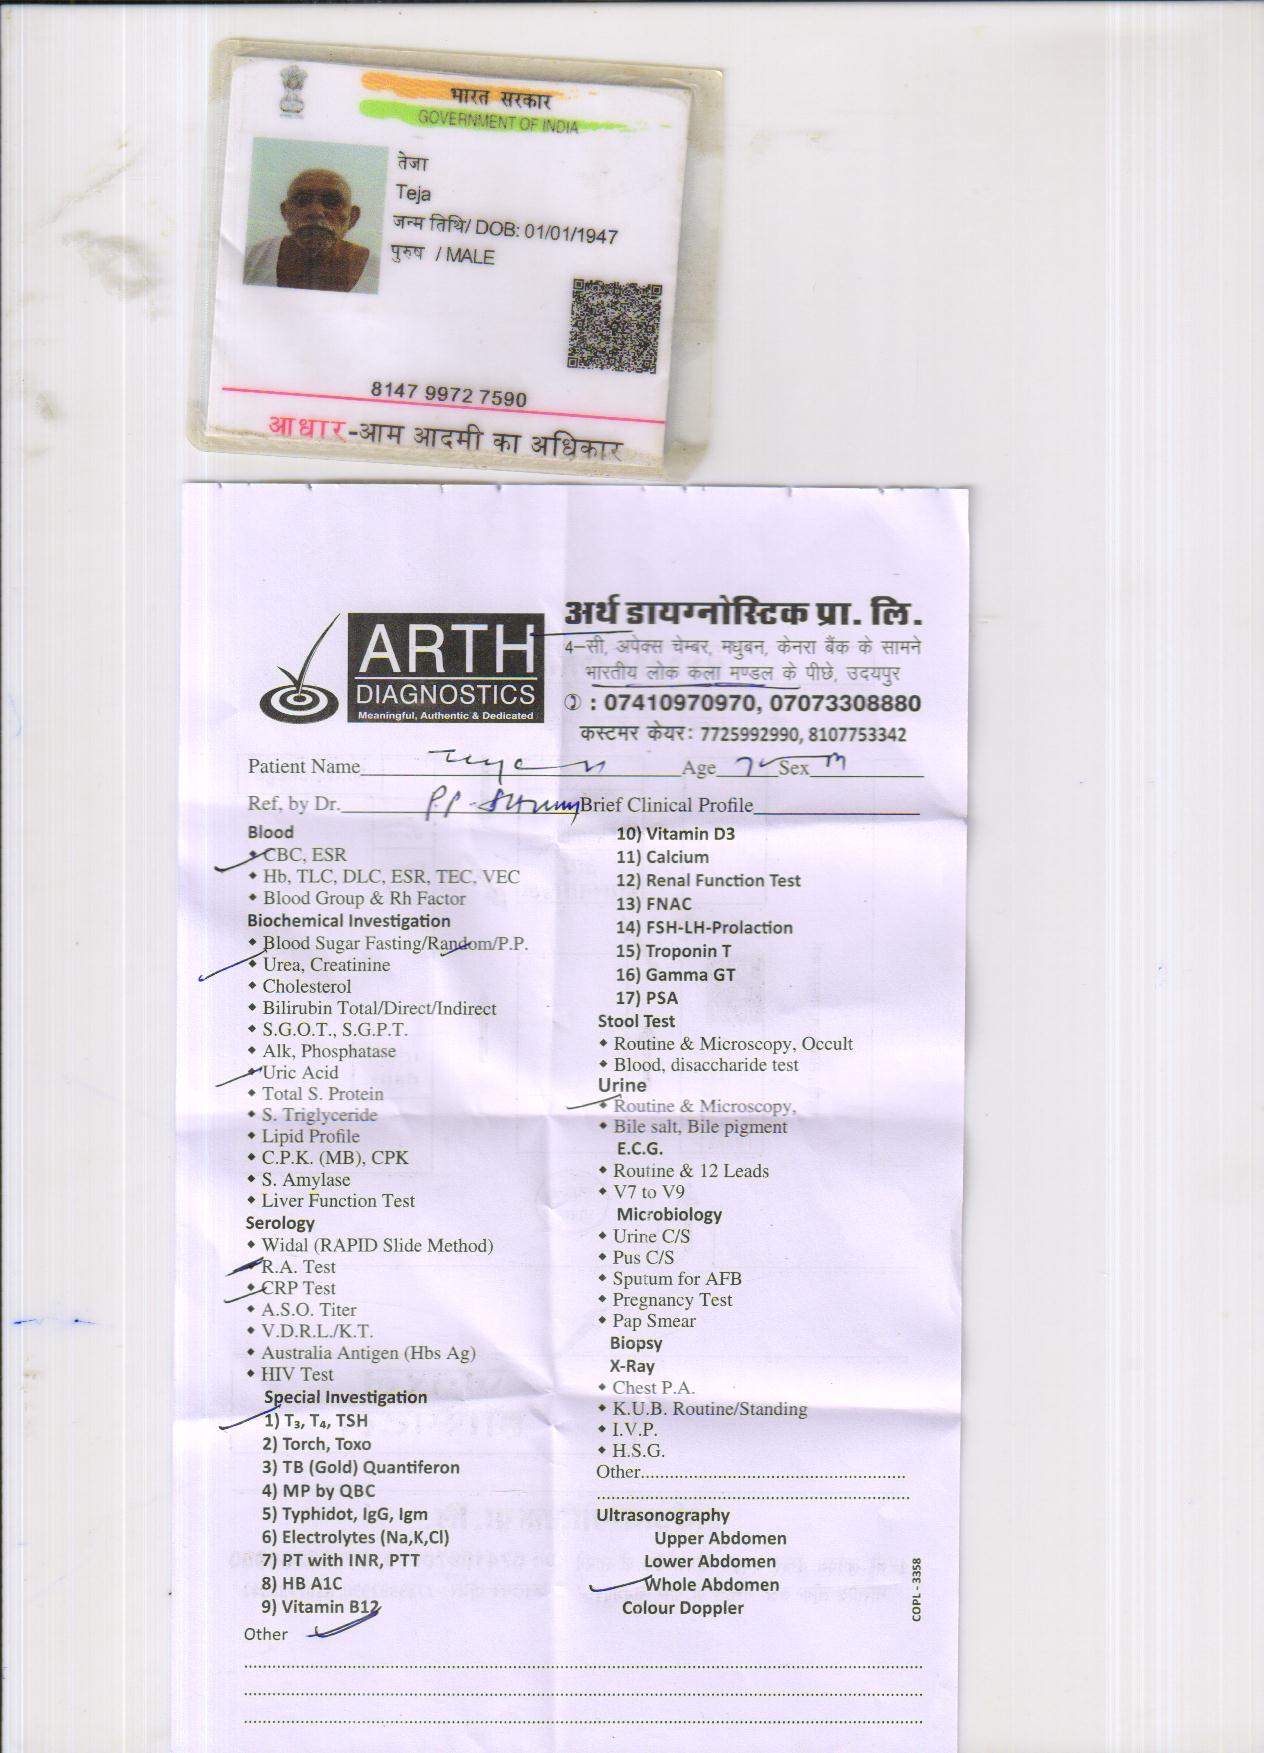 भारत सरकार
GOVERNMENT OF INDIA
तेजा
Teja
जन्म तिथि/ DOB: 01/01/1947
पुरुष / MALE
8147 9972 7590
आधार-आम आदमी का अधिकार
ARTH
DIAGNOSTICS
Meaningful, Authentic & Dedicated
अर्थ डायग्नोस्टिक प्रा. लि.
4-सी, अपेक्स चेम्बर, मधुबन, केनरा बैंक के सामने
भारतीय लोक कला मण्डल के पीछे, उदयपुर
: 07410970970, 07073308880
कस्टमर केयर: 7725992990, 8107753342
Patient Name Age Sex m
Ref, by Dr. Brief Clinical Profile
Blood
CBC, ESR
Hb, TLC, DLC, ESR, TEC, VEC
Blood Group & Rh Factor
Biochemical Investigation
Blood Sugar Fasting/Random/P.P.
Urea, Creatinine
Cholesterol
Bilirubin Total/Direct/Indirect
S.G.O.T., S.G.P.T.
Alk, Phosphatase
Uric Acid
Total S. Protein
S. Triglyceride
Lipid Profile
C.P.K. (MB), CPK
S. Amylase
Liver Function Test
Serology
Widal (RAPID Slide Method)
R.A. Test
CRP Test
A.S.O. Titer
V.D.R.L./K.T.
Australia Antigen (Hbs Ag)
HIV Test
Special Investigation
1) T₃, T₄, TSH
2) Torch, Toxo
3) TB (Gold) Quantiferon
4) MP by QBC
5) Typhidot, IgG, Igm
6) Electrolytes (Na,K,Cl)
7) PT with INR, PTT
8) HB A1C
9) Vitamin B12
Other
10) Vitamin D3
11) Calcium
12) Renal Function Test
13) FNAC
14) FSH-LH-Prolaction
15) Troponin T
16) Gamma GT
17) PSA
Stool Test
Routine & Microscopy, Occult
Blood, disaccharide test
Urine
Routine & Microscopy,
Bile salt, Bile pigment
E.C.G.
Routine & 12 Leads
V7 to V9
Microbiology
Urine C/S
Pus C/S
Sputum for AFB
Pregnancy Test
Pap Smear
Biopsy
X-Ray
Chest P.A.
K.U.B. Routine/Standing
I.V.P.
H.S.G.
Other
Ultrasonography
Upper Abdomen
Lower Abdomen
Whole Abdomen
Colour Doppler
COPL - 3358